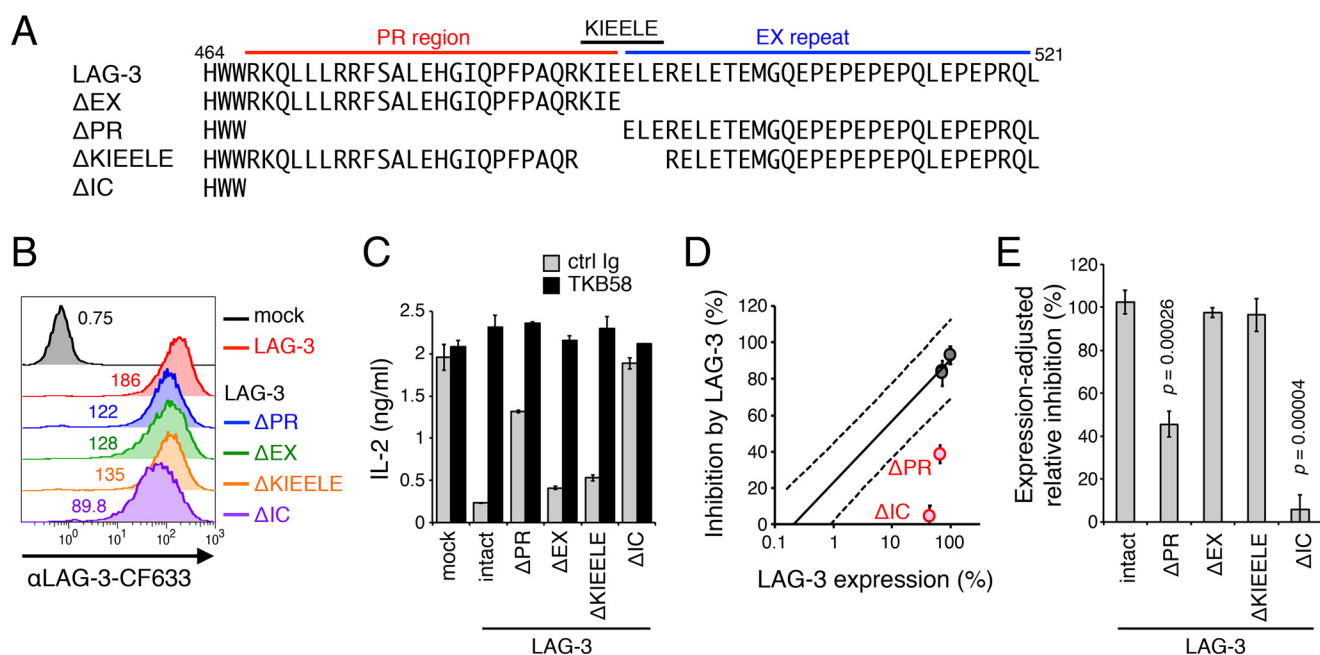 A
KIEELE
PR region
EX repeat
464
521
LAG-3 HWWRKQLLLRRFSALEHGIQPFPAQRKIEELERELETEMGQEPEPEPEPQLEPEPRQL
ΔEX HWWRKQLLLRRFSALEHGIQPFPAQRKIE
ΔPR HWW ELERELETEMGQEPEPEPEPQLEPEPRQL
ΔKIEELE HWWRKQLLLRRFSALEHGIQPFPAQR RELETEMGQEPEPEPEPQLEPEPRQL
ΔIC HWW
B
0.75
186
122
128
135
89.8
mock
LAG-3
LAG-3
ΔPR
ΔEX
ΔKIEELE
ΔIC
10⁰ 10¹ 10² 10³
αLAG-3-CF633
C
ctrl Ig
TKB58
IL-2 (ng/ml)
2.5
2
1.5
1
0.5
0
mock
intact
ΔPR
ΔEX
ΔKIEELE
ΔIC
LAG-3
D
Inhibition by LAG-3 (%)
120
100
80
60
40
20
0
ΔPR
ΔIC
0.1 1 10 100
LAG-3 expression (%)
E
Expression-adjusted
relative inhibition (%)
120
100
80
60
40
20
0
p = 0.00026
p = 0.00004
intact
ΔPR
ΔEX
ΔKIEELE
ΔIC
LAG-3